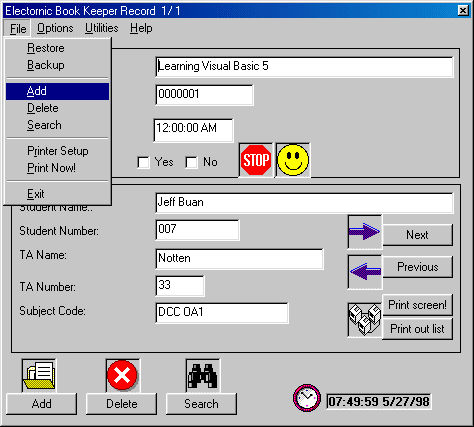 Electornic Book Keeper Record 1/ 1
File Options Utilities Help
Restore
Backup
Add
Delete
Search
Printer Setup
Print Now!
Exit
Learning Visual Basic 5
0000001
12:00:00 AM
Yes No STOP
Student Name::
Jeff Buan
Student Number:
007
Next
TA Name:
Notten
Previous
TA Number:
33
Print screen!
Subject Code:
DCC OA1
Print out list
Add Delete Search
07:49:59 5/27/98